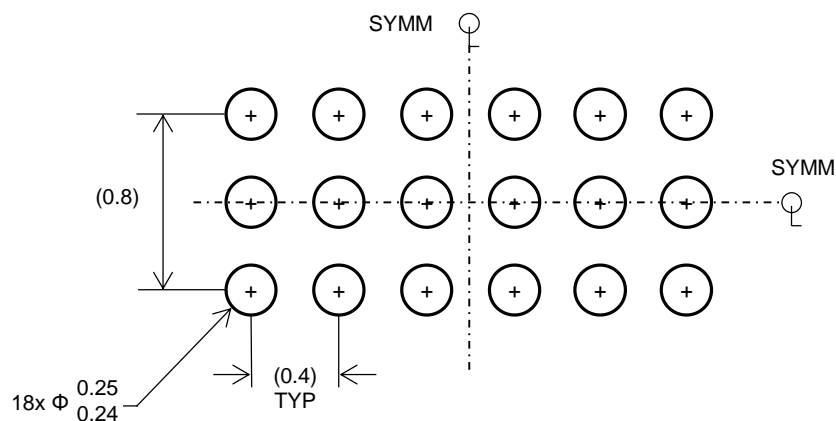 SYMM
SYMM
(0.8)
(0.4)
TYP
18x Φ 0.25
0.24